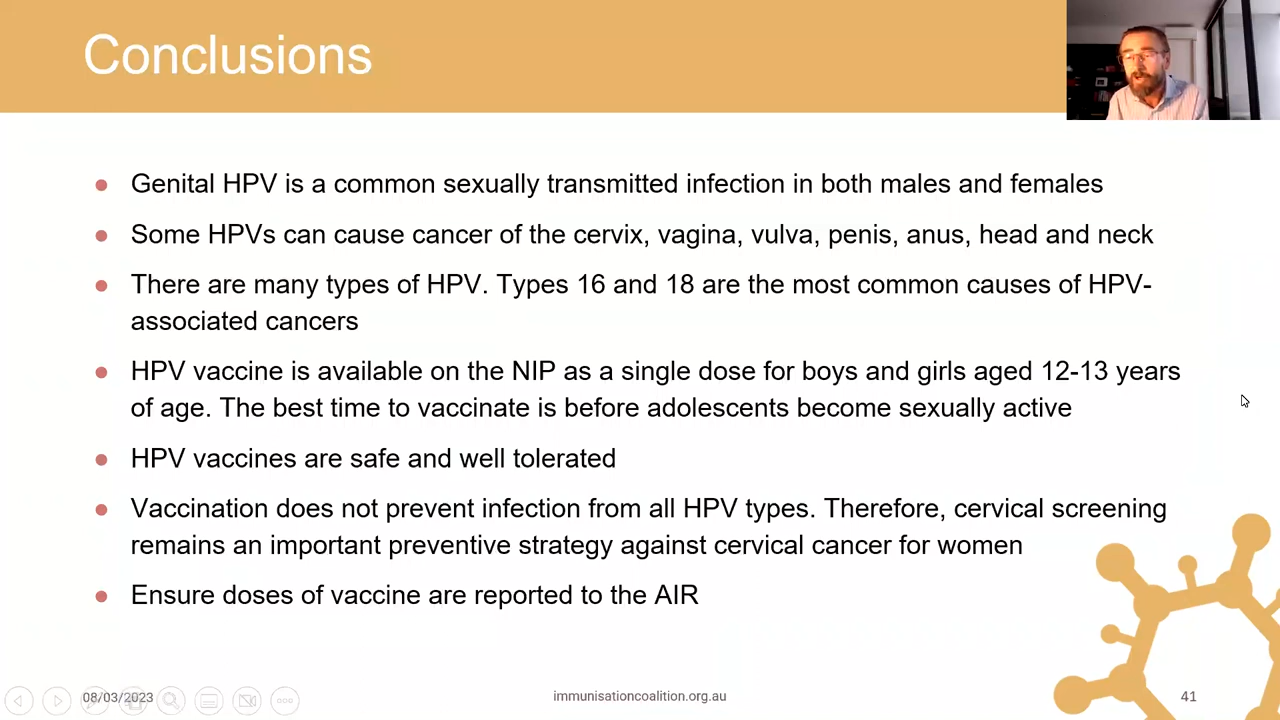 Conclusions
Genital HPV is a common sexually transmitted infection in both males and females
Some HPVs can cause cancer of the cervix, vagina, vulva, penis, anus, head and neck
There are many types of HPV. Types 16 and 18 are the most common causes of HPV-
associated cancers
HPV vaccine is available on the NIP as a single dose for boys and girls aged 12-13 years
of age. The best time to vaccinate is before adolescents become sexually active
HPV vaccines are safe and well tolerated
Vaccination does not prevent infection from all HPV types. Therefore, cervical screening
remains an important preventive strategy against cervical cancer for women
Ensure doses of vaccine are reported to the AIR
08/03/2023
immunisationcoalition.org.au
41